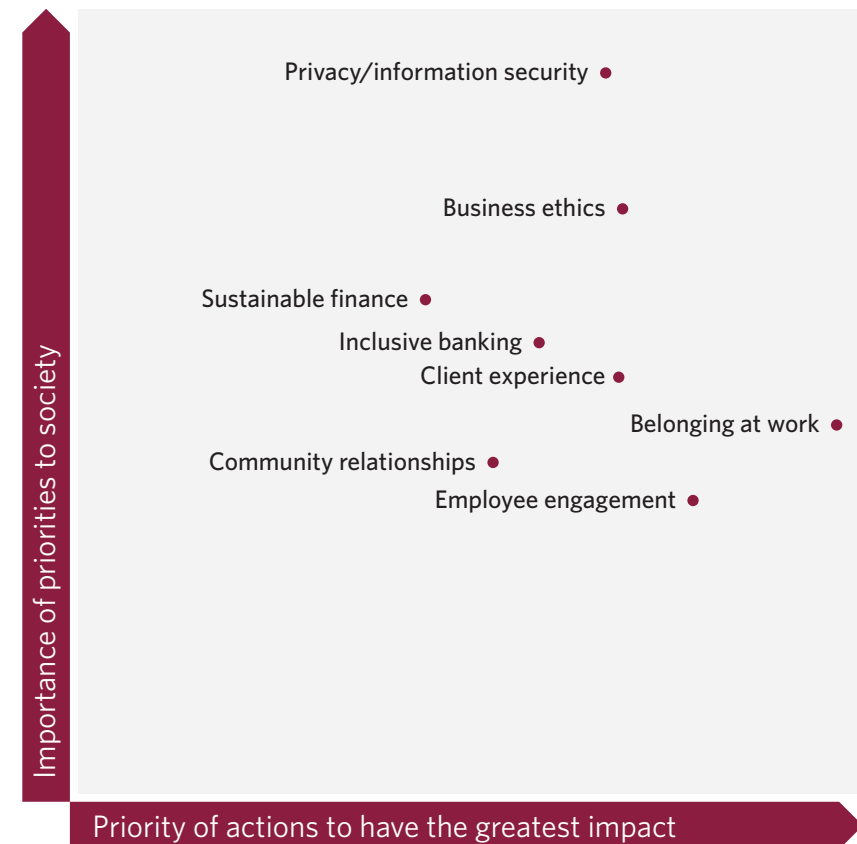 Privacy/information security
Business ethics
Sustainable finance
Inclusive banking
Client experience
Belonging at work
Community relationships
Employee engagement
Importance of priorities to society
Priority of actions to have the greatest impact